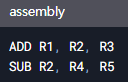 assembly
ADD R1, R2, R3
SUB R2, R4, R5